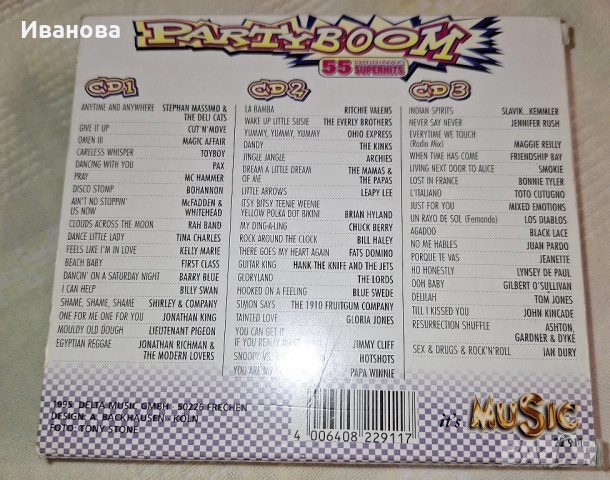 Иванова
PARTYBOOM
55 ORIGINAL SUPERHITS
CD1
ANYTIME AND ANYWHERE STEPHAN MASSIMO & THE DELI CATS
GIVE IT UP CUT'N'MOVE
OMEN III MAGIC AFFAIR
CARELESS WHISPER TOYBOY
DANCING WITH YOU PAX
PRAY MC HAMMER
DISCO STOMP BOHANNON
AIN'T NO STOPPIN' US NOW McFADDEN & WHITEHEAD
CLOUDS ACROSS THE MOON RAH BAND
DANCE LITTLE LADY TINA CHARLES
FEELS LIKE I'M IN LOVE KELLY MARIE
BEACH BABY FIRST CLASS
DANCIN' ON A SATURDAY NIGHT BARRY BLUE
I CAN HELP BILLY SWAN
SHAME, SHAME, SHAME SHIRLEY & COMPANY
ONE FOR ME ONE FOR YOU JONATHAN KING
MOULDY OLD DOUGH LIEUTENANT PIGEON
EGYPTIAN REGGAE JONATHAN RICHMAN & THE MODERN LOVERS
CD 2
LA BAMBA RITCHIE VALENS
WAKE UP LITTLE SUSIE THE EVERLY BROTHERS
YUMMY, YUMMY, YUMMY OHIO EXPRESS
DANDY THE KINKS
JINGLE JANGLE ARCHIES
DREAM A LITTLE DREAM OF ME THE MAMAS & THE PAPAS
LITTLE ARROWS LEAPY LEE
ITSY BITSY TEENIE WEENIE
YELLOW POLKA DOT BIKINI BRIAN HYLAND
MY DING-A-LING CHUCK BERRY
ROCK AROUND THE CLOCK BILL HALEY
THERE GOES MY HEART AGAIN FATS DOMINO
GUITAR KING HANK THE KNIFE AND THE JETS
GLORYLAND THE LORDS
HOOKED ON A FEELING BLUE SWEDE
SIMON SAYS THE 1910 FRUITGUM COMPANY
TAINTED LOVE GLORIA JONES
YOU CAN GET IT
IF YOU REALLY JIMMY CLIFF
SNOOPY VS. HOTSHOTS
YOU ARE MY PAPA WINNIE
CD 3
INDIAN SPIRITS SLAVIK...KEMMLER
NEVER SAY NEVER JENNIFER RUSH
EVERYTIME WE TOUCH
(Radio Mix) MAGGIE REILLY
WHEN TIME HAS COME FRIENDSHIP BAY
LIVING NEXT DOOR TO ALICE SMOKIE
LOST IN FRANCE BONNIE TYLER
L'ITALIANO TOTO CUTUGNO
JUST FOR YOU MIXED EMOTIONS
UN RAYO DE SOL (Fernando) LOS DIABLOS
AGADOO BLACK LACE
NO ME HABLES JUAN PARDO
PORQUE TE VAS JEANETTE
HO HONESTLY LYNSEY DE PAUL
OOH BABY GILBERT O'SULLIVAN
DELILAH TOM JONES
TILL I KISSED YOU JOHN KINCADE
RESURRECTION SHUFFLE ASHTON, GARDNER & DYKE
SEX & DRUGS & ROCK'N'ROLL IAN DURY
1995 DELTA MUSIC GMBH · 50226 FRECHEN
DESIGN: A. BACKHAUSEN · KÖLN
FOTO: TONY STONE
4 006408 229117
it's MUSIC
22 911